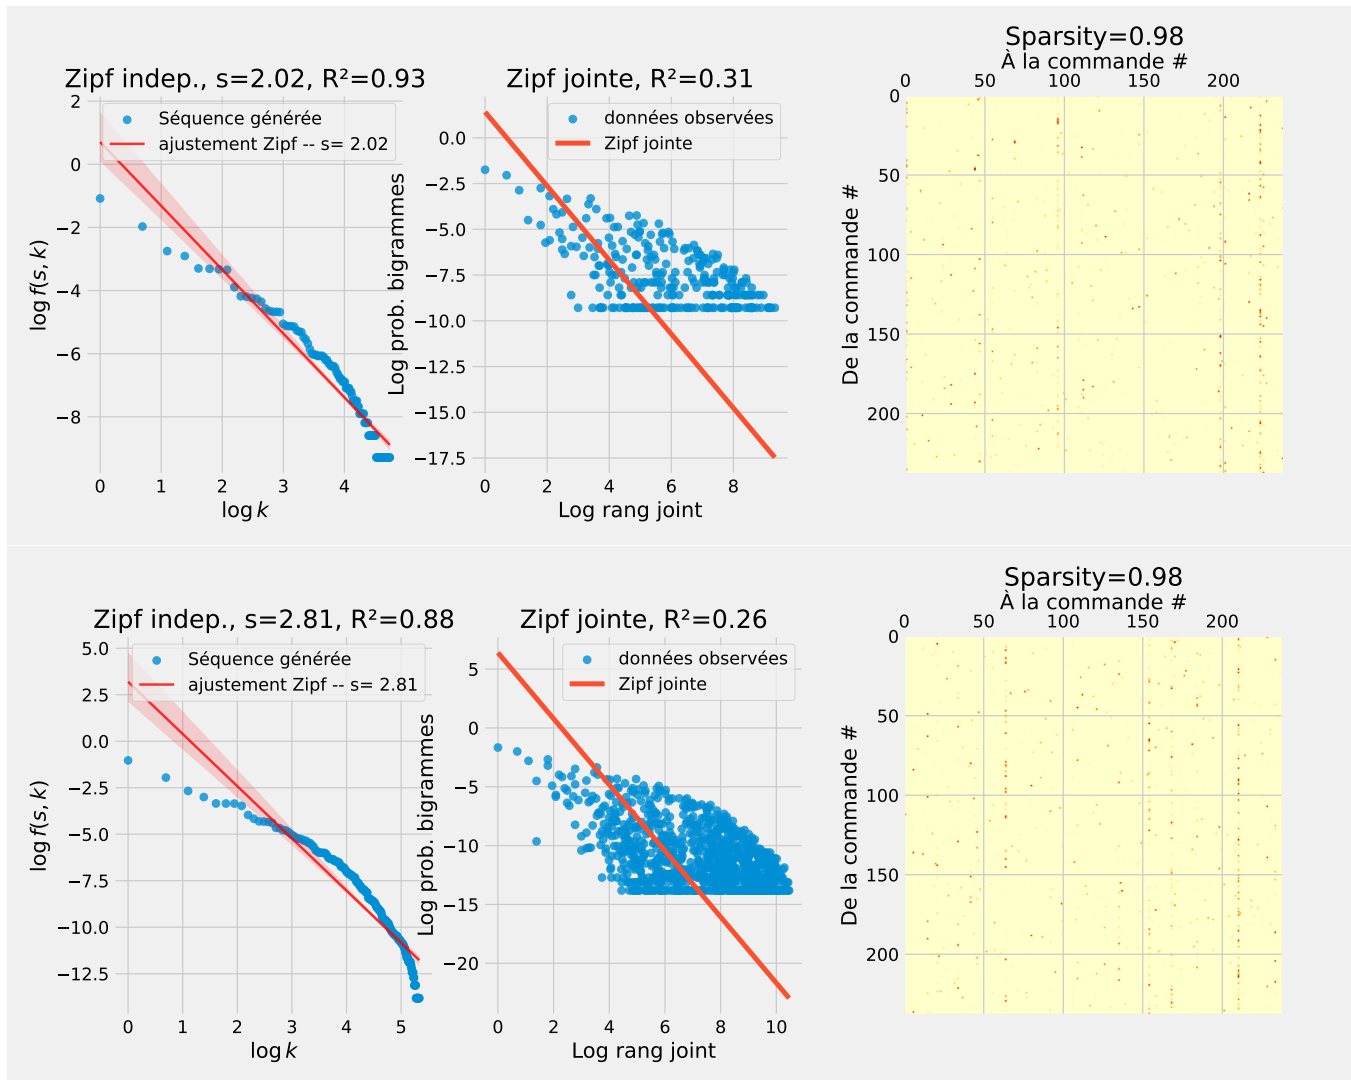 Zipf indep., s=2.02, R²=0.93
Séquence générée
ajustement Zipf -- s= 2.02
2
0
−2
−4
−6
−8
log f(s, k)
0 1 2 3 4
log k
Zipf jointe, R²=0.31
données observées
Zipf jointe
0.0
−2.5
−5.0
−7.5
−10.0
−12.5
−15.0
−17.5
Log prob. bigrammes
0 2 4 6 8
Log rang joint
Sparsity=0.98
À la commande #
0 50 100 150 200
0
50
100
150
200
De la commande #
Zipf indep., s=2.81, R²=0.88
Séquence générée
ajustement Zipf -- s= 2.81
5.0
2.5
0.0
−2.5
−5.0
−7.5
−10.0
−12.5
log f(s, k)
0 1 2 3 4 5
log k
Zipf jointe, R²=0.26
données observées
Zipf jointe
5
0
−5
−10
−15
−20
Log prob. bigrammes
0 2 4 6 8 10
Log rang joint
Sparsity=0.98
À la commande #
0 50 100 150 200
0
50
100
150
200
De la commande #